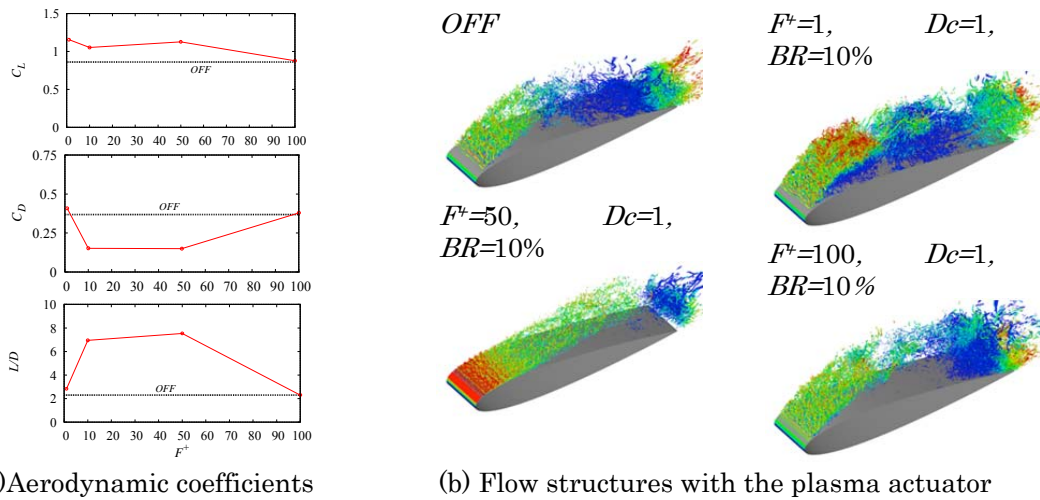 1.5
1
0.5
0
C_L
OFF
0 10 20 30 40 50 60 70 80 90 100
0.75
0.5
0.25
0
C_D
OFF
0 10 20 30 40 50 60 70 80 90 100
10
8
6
4
2
0
L/D
OFF
0 10 20 30 40 50 60 70 80 90 100
F⁺
)Aerodynamic coefficients
OFF
F⁺=1, Dc=1,
BR=10%
F⁺=50, Dc=1,
BR=10%
F⁺=100, Dc=1,
BR=10%
(b) Flow structures with the plasma actuator